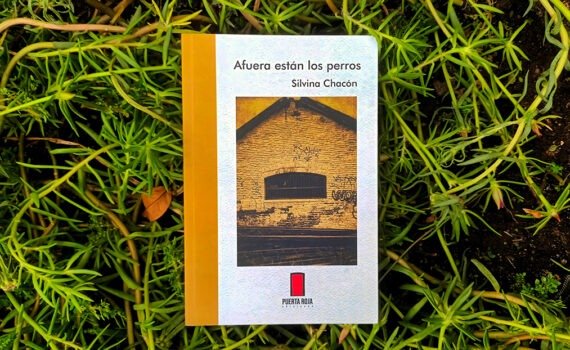 Afuera están los perros
Silvina Chacón
PUERTA ROJA